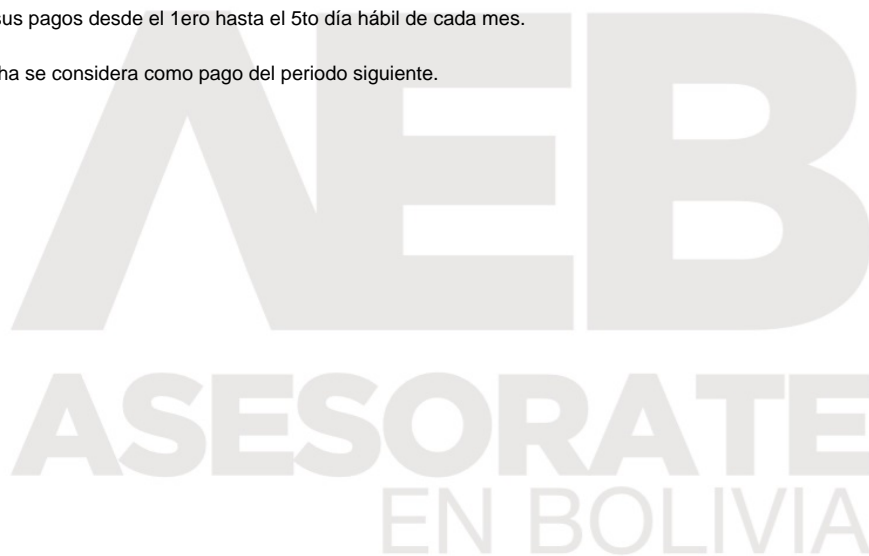 sus pagos desde el 1ero hasta el 5to día hábil de cada mes.
ha se considera como pago del periodo siguiente.
AEB
ASESORATE
EN BOLIVIA